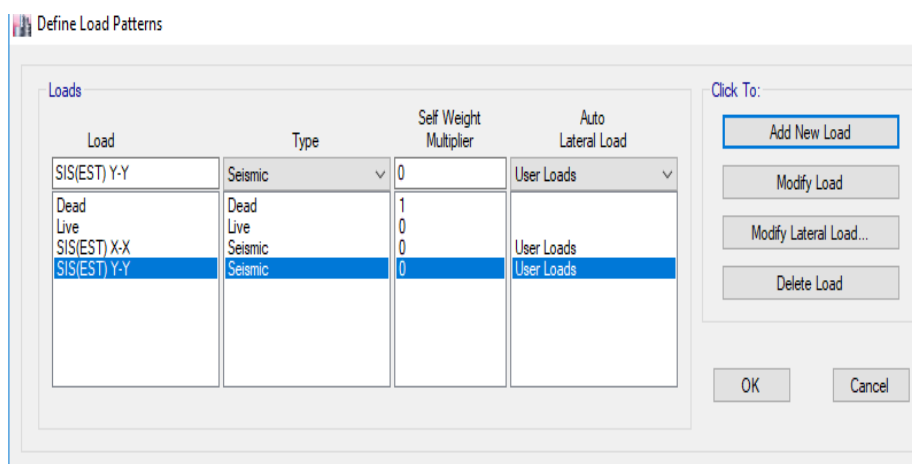 Define Load Patterns
Loads
Click To:
Load Type Self Weight Multiplier Auto Lateral Load
SIS(EST) Y-Y Seismic 0 User Loads
Dead Dead 1
Live Live 0
SIS(EST) X-X Seismic 0 User Loads
SIS(EST) Y-Y Seismic 0 User Loads
Add New Load
Modify Load
Modify Lateral Load...
Delete Load
OK Cancel